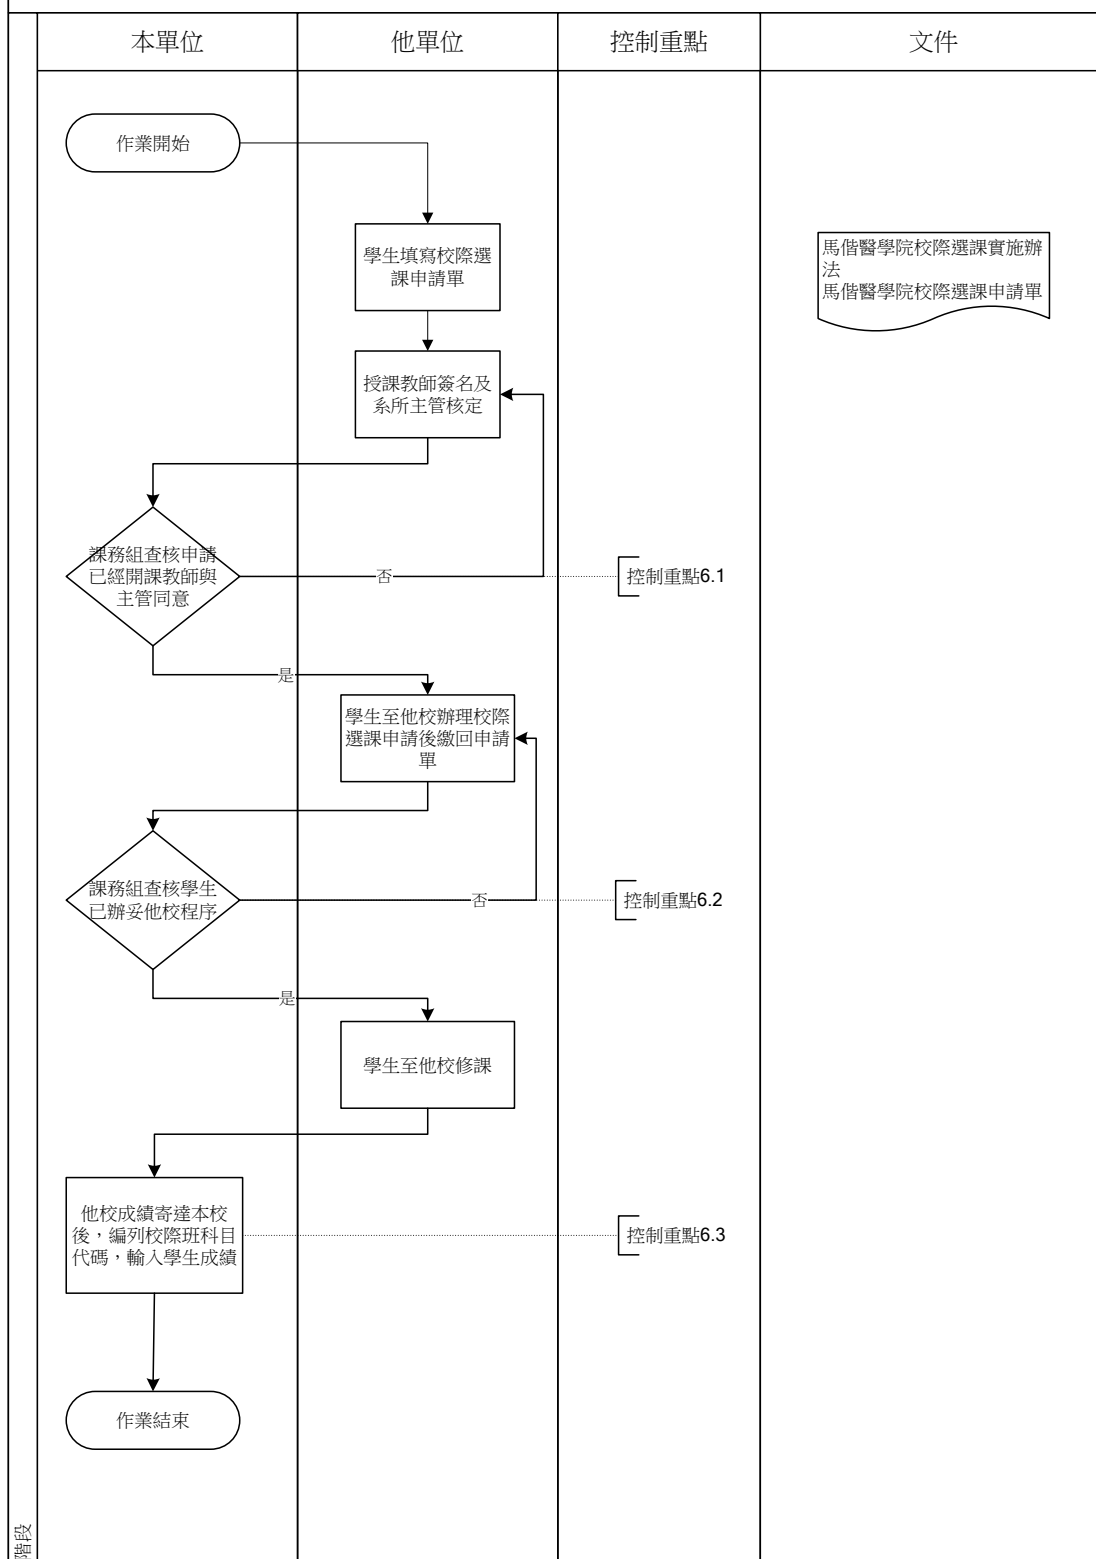 本單位
他單位
控制重點
文件
作業開始
學生填寫校際選
課申請單
馬偕醫學院校際選課實施辦
法
馬偕醫學院校際選課申請單
授課教師簽名及
系所主管核定
課務組查核申請
已經開課教師與
主管同意
否
控制重點6.1
是
學生至他校辦理校際
選課申請後繳回申請
單
課務組查核學生
已辦妥他校程序
否
控制重點6.2
是
學生至他校修課
他校成績寄達本校
後，編列校際班科目
代碼，輸入學生成績
控制重點6.3
作業結束
階段